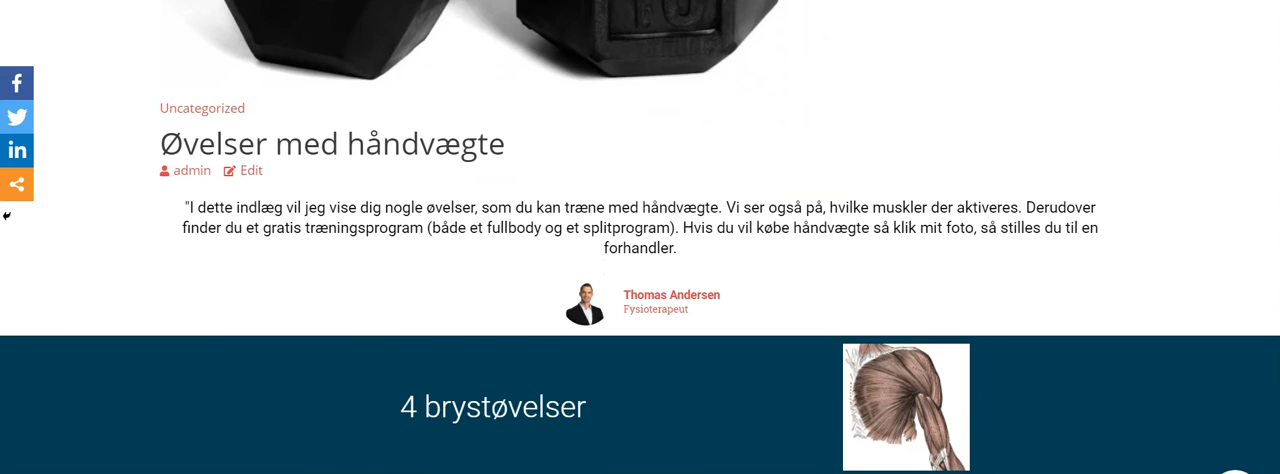 10
Uncategorized
Øvelser med håndvægte
admin Edit
"I dette indlæg vil jeg vise dig nogle øvelser, som du kan træne med håndvægte. Vi ser også på, hvilke muskler der aktiveres. Derudover
finder du et gratis træningsprogram (både et fullbody og et splitprogram). Hvis du vil købe håndvægte så klik mit foto, så stilles du til en
forhandler.
Thomas Andersen
Fysioterapeut
4 brystøvelser